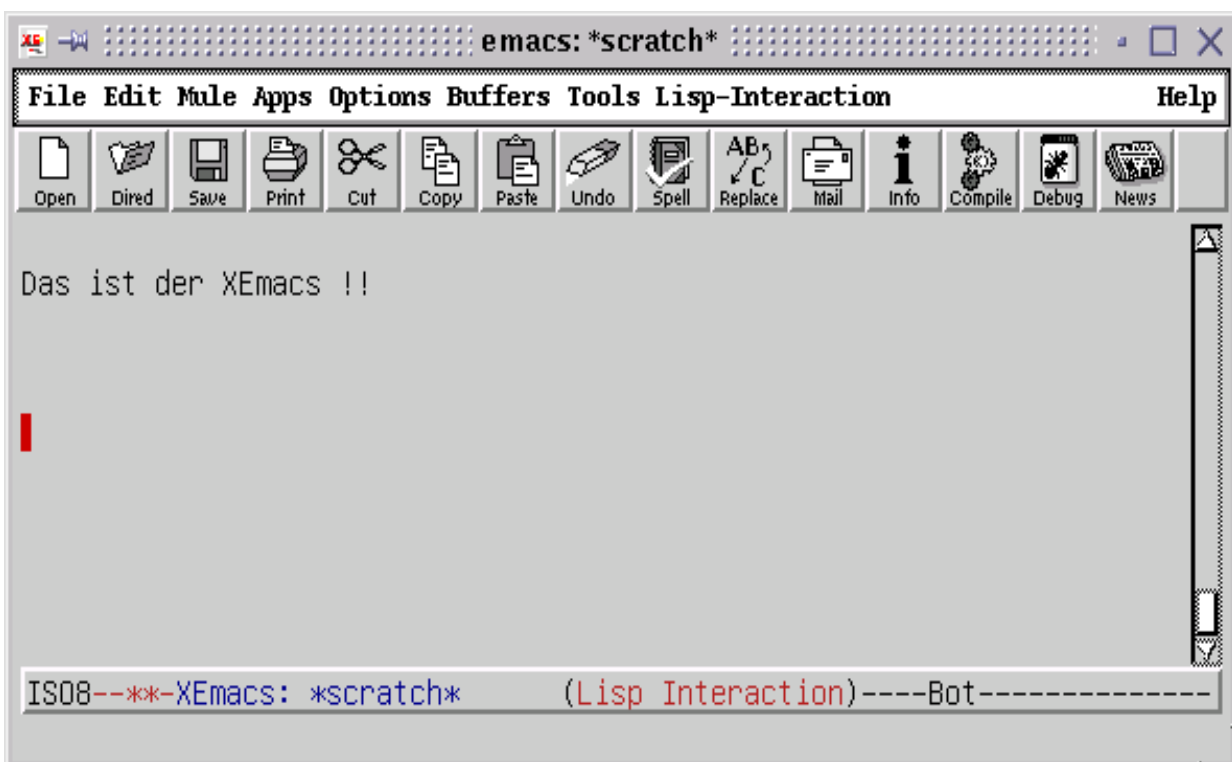 emacs: *scratch*
File Edit Mule Apps Options Buffers Tools Lisp-Interaction Help
Open Dired Save Print Cut Copy Paste Undo Spell Replace Mail Info Compile Debug News
Das ist der XEmacs !!
ISO8--**-XEmacs: *scratch* (Lisp Interaction)----Bot--------------